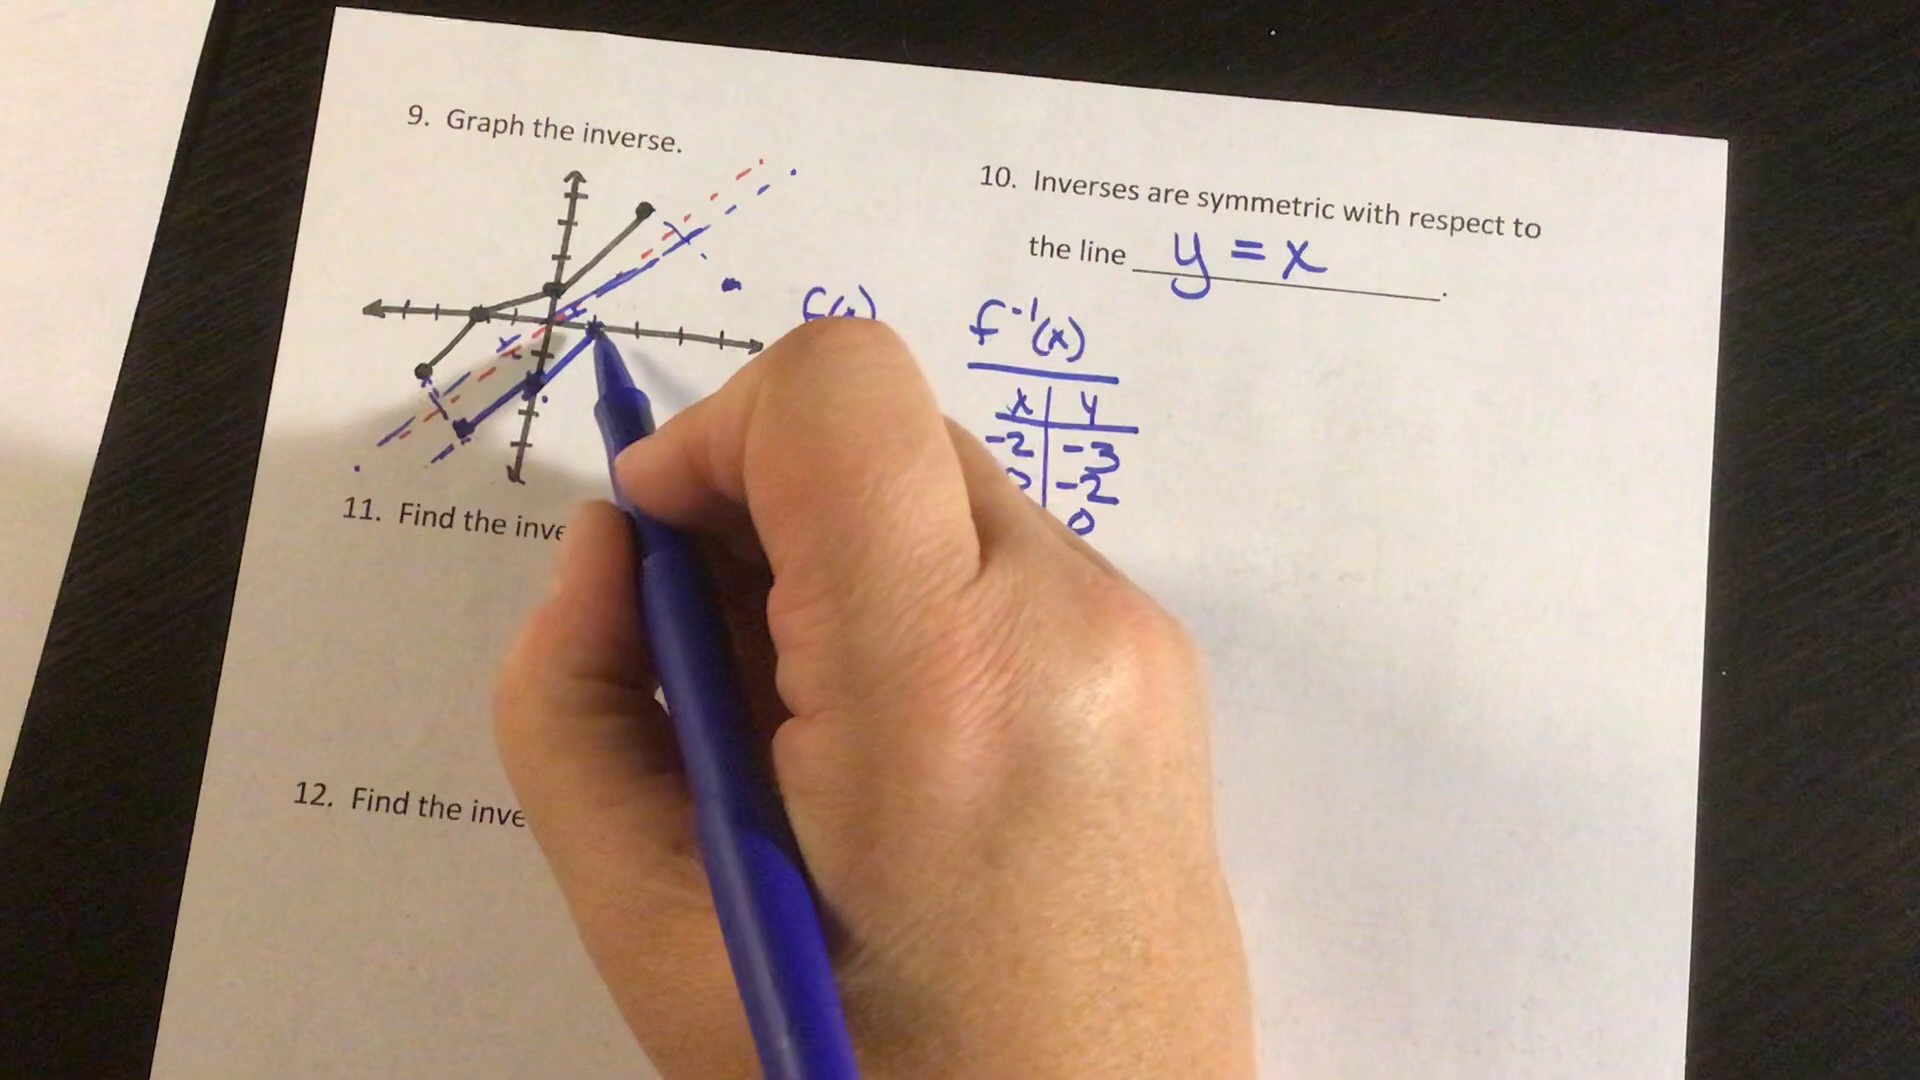 9. Graph the inverse.
10. Inverses are symmetric with respect to
the line y = x.
f(x)
f⁻¹(x)
x y
-2 -3
-2
0
11. Find the inve
12. Find the inve